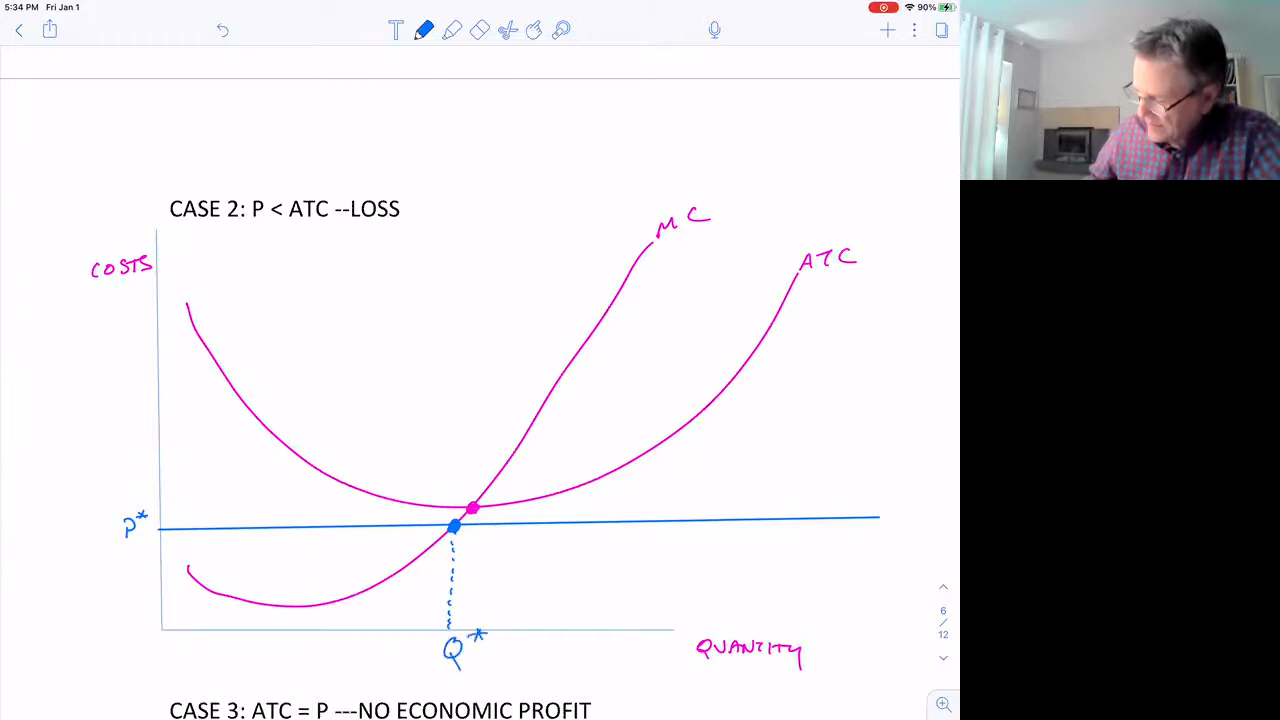 5:34 PM Fri Jan 1
90%
T
CASE 2: P < ATC --LOSS
MC
ATC
COSTS
P*
6
/
12
Q*
QUANTITY
CASE 3: ATC = P ---NO ECONOMIC PROFIT